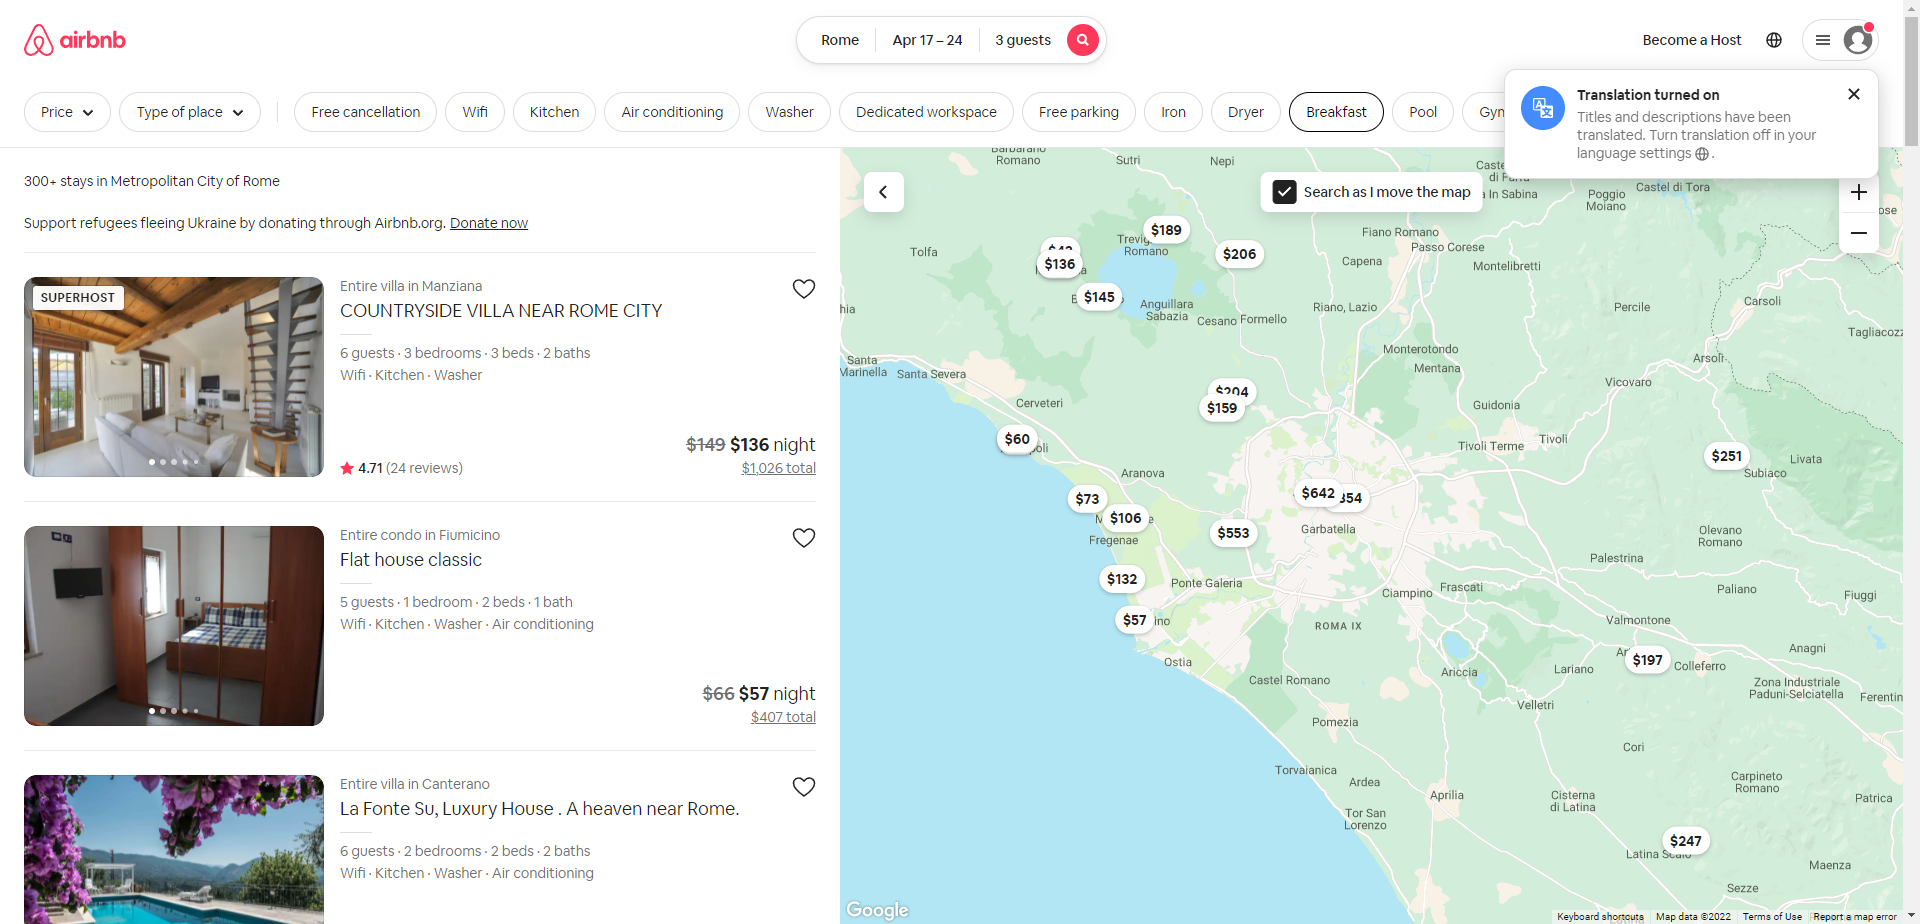 airbnb
Rome
Apr 17 – 24
3 guests
Become a Host
Price
Type of place
Free cancellation
Wifi
Kitchen
Air conditioning
Washer
Dedicated workspace
Free parking
Iron
Dryer
Breakfast
Pool
Translation turned on
Titles and descriptions have been
translated. Turn translation off in your
language settings .
300+ stays in Metropolitan City of Rome
Support refugees fleeing Ukraine by donating through Airbnb.org. Donate now
SUPERHOST
Entire villa in Manziana
COUNTRYSIDE VILLA NEAR ROME CITY
6 guests · 3 bedrooms · 3 beds · 2 baths
Wifi · Kitchen · Washer
$149 $136 night
4.71 (24 reviews)
$1,026 total
Entire condo in Fiumicino
Flat house classic
5 guests · 1 bedroom · 2 beds · 1 bath
Wifi · Kitchen · Washer · Air conditioning
$66 $57 night
$407 total
Entire villa in Canterano
La Fonte Su, Luxury House . A heaven near Rome.
6 guests · 2 bedrooms · 2 beds · 2 baths
Wifi · Kitchen · Washer · Air conditioning
Search as I move the map
Barbarano
Romano
Sutri
Nepi
in Sabina
Poggio
Moiano
Castel di Tora
$189
Romano
$206
Tolfa
$136
$145
Anguillara
Sabazia
Cesano
Formello
Fiano Romano
Passo Corese
Capena
Montelibretti
Riano, Lazio
Percile
Carsoli
Tagliacozz
Santa
Marinella
Santa Severa
Monterotondo
Mentana
Arsoli
Vicovaro
Cerveteri
$204
$159
Guidonia
$60
Tivoli Terme
Tivoli
$251
Subiaco
Livata
Aranova
$73
$106
Fregenae
$642
$553
Garbatella
Olevano
Romano
Palestrina
$132
Ponte Galeria
Ciampino
Frascati
Paliano
Fiuggi
$57
ROMA IX
Valmontone
Anagni
Ostia
Castel Romano
Ariccia
Lariano
$197
Colleferro
Zona Industriale
Paduni-Selciatella
Ferentin
Velletri
Pomezia
Cori
Torvaianica
Ardea
Carpineto
Romano
Aprilia
Cisterna
di Latina
Patrica
Tor San
Lorenzo
$247
Latina Scalo
Maenza
Sezze
Google
Keyboard shortcuts
Map data ©2022
Terms of Use
Report a map error